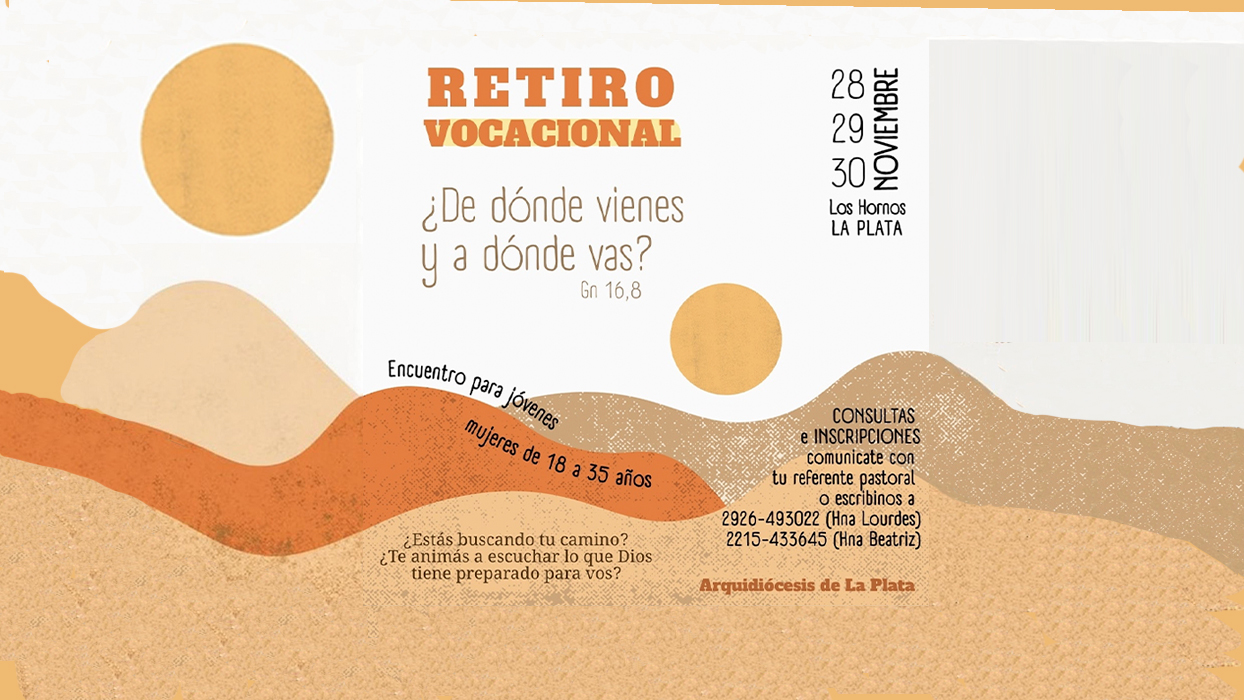 RETIRO
VOCACIONAL
¿De dónde vienes
y a dónde vas?
Gn 16,8
28
29
30
NOVIEMBRE
Los Hornos
LA PLATA
Encuentro para jóvenes
mujeres de 18 a 35 años
CONSULTAS
e INSCRIPCIONES
comunicate con
tu referente pastoral
o escribinos a
2926-493022 (Hna Lourdes)
2215-433645 (Hna Beatriz)
¿Estás buscando tu camino?
¿Te animás a escuchar lo que Dios
tiene preparado para vos?
Arquidiócesis de La Plata